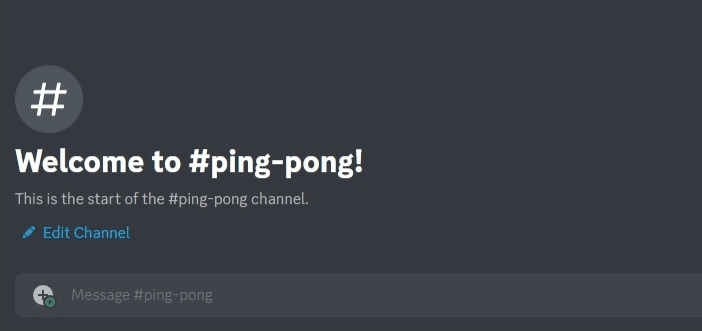 #
Welcome to #ping-pong!
This is the start of the #ping-pong channel.
Edit Channel
Message #ping-pong